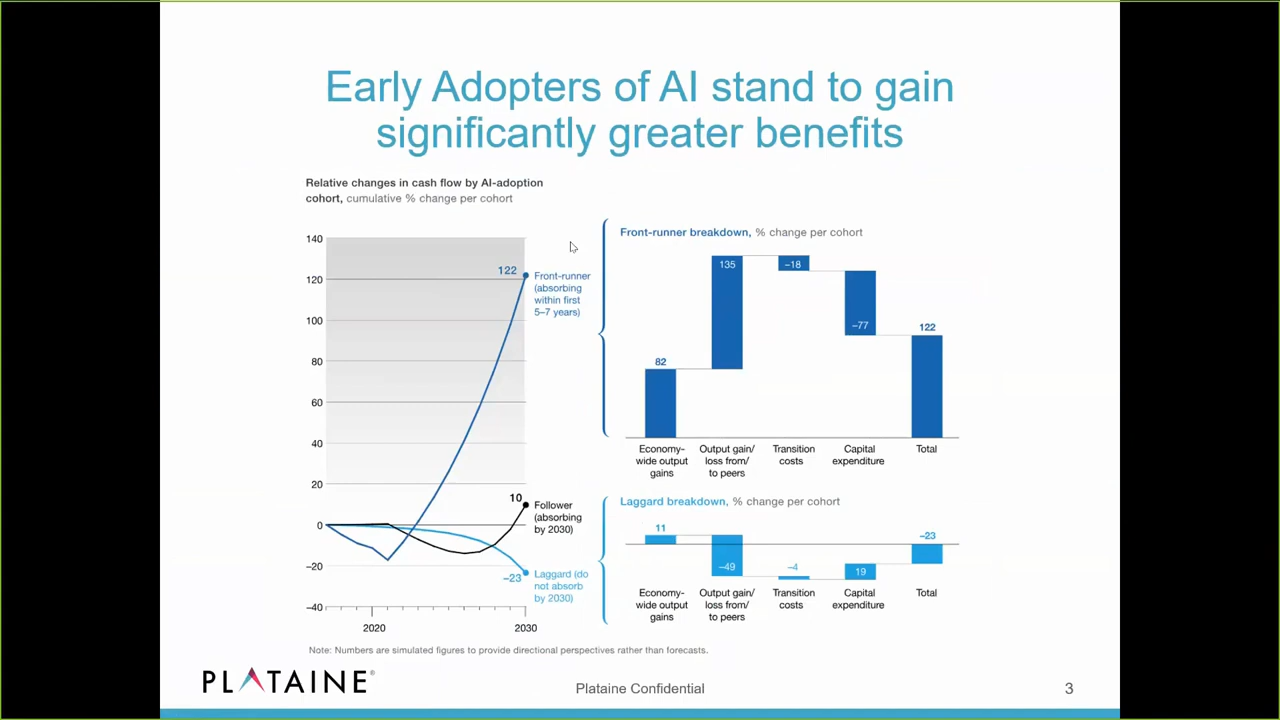 Early Adopters of AI stand to gain
significantly greater benefits
Relative changes in cash flow by AI-adoption
cohort, cumulative % change per cohort
140
120
100
80
60
40
20
0
−20
−40
2020
2030
122
Front-runner
(absorbing
within first
5–7 years)
10
Follower
(absorbing
by 2030)
−23
Laggard (do
not absorb
by 2030)
Front-runner breakdown, % change per cohort
82
135
−18
−77
122
Economy-
wide output
gains
Output gain/
loss from/
to peers
Transition
costs
Capital
expenditure
Total
Laggard breakdown, % change per cohort
11
−49
−4
19
−23
Economy-
wide output
gains
Output gain/
loss from/
to peers
Transition
costs
Capital
expenditure
Total
Note: Numbers are simulated figures to provide directional perspectives rather than forecasts.
PLATAINE®
Plataine Confidential
3